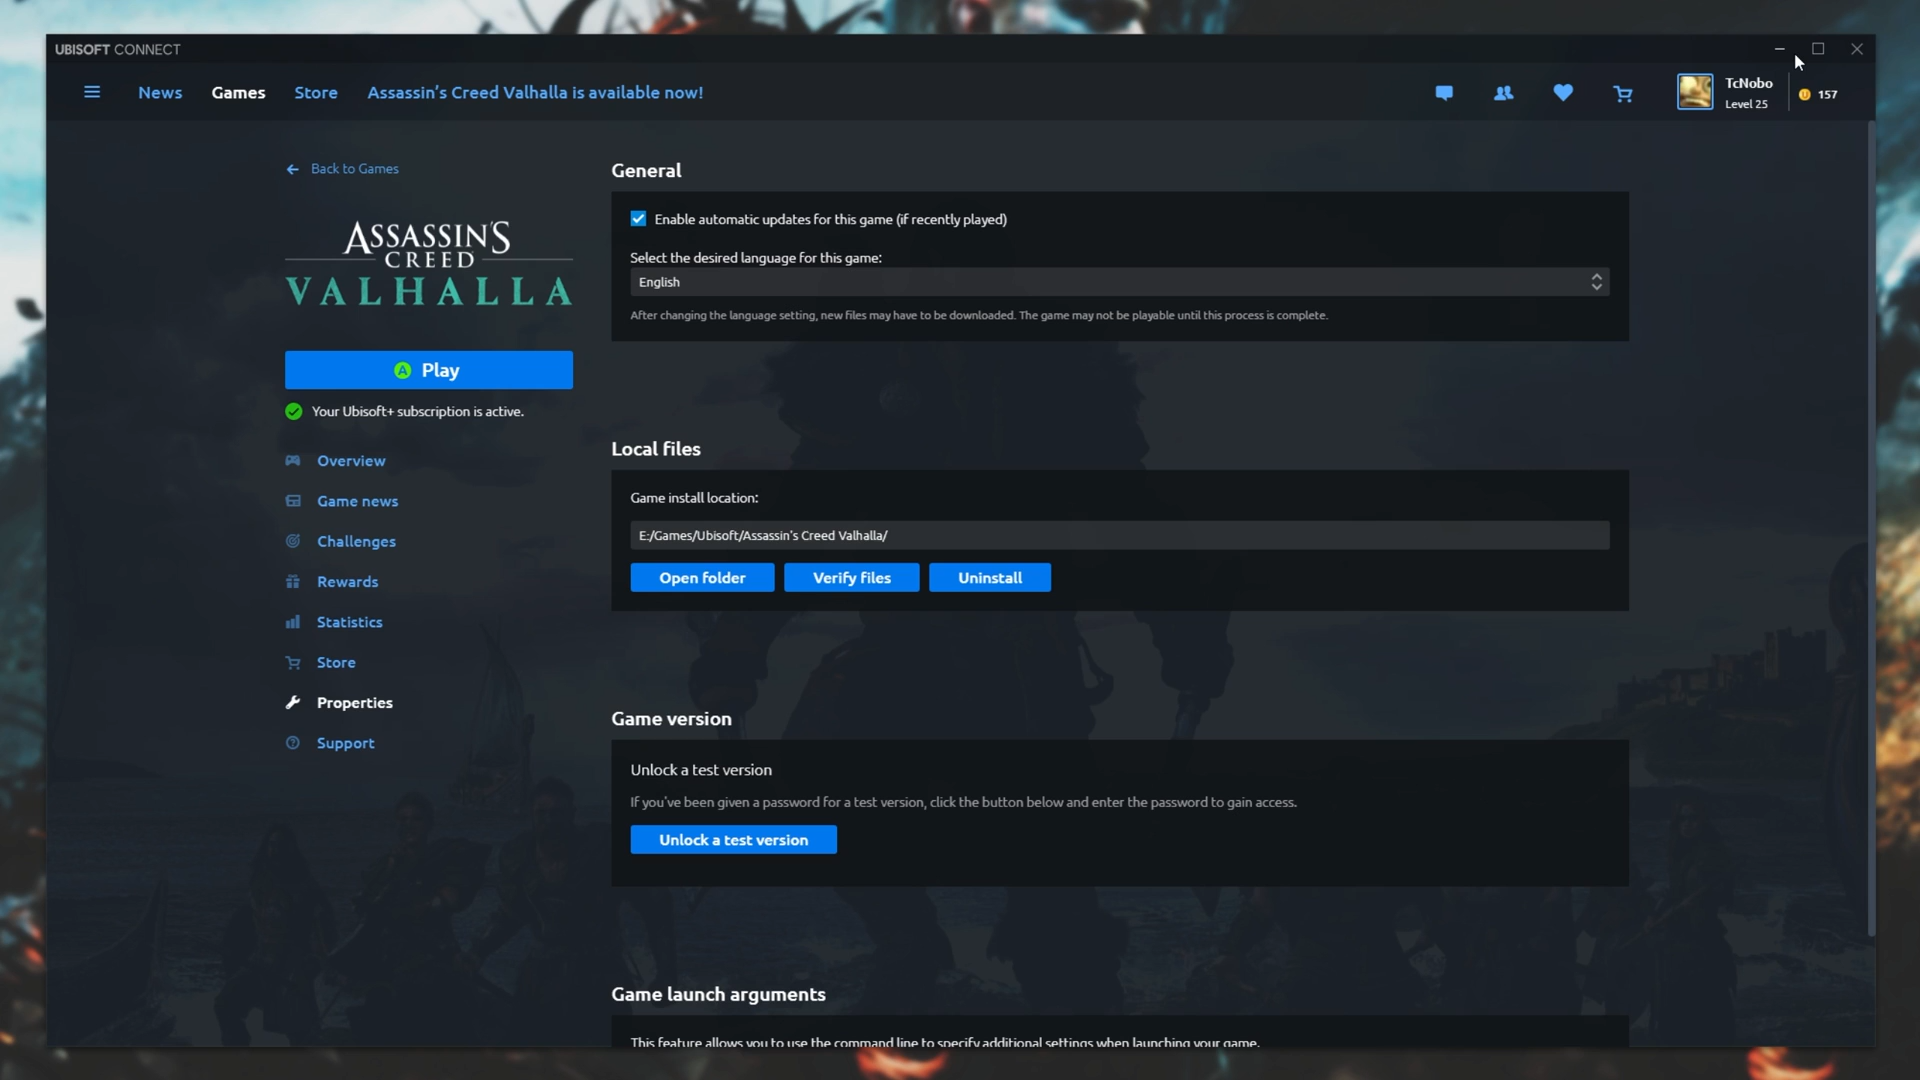 UBISOFT CONNECT
News Games Store Assassin's Creed Valhalla is available now!
TcNobo
Level 25
157
Back to Games
ASSASSIN'S
CREED
VALHALLA
Play
Your Ubisoft+ subscription is active.
Overview
Game news
Challenges
Rewards
Statistics
Store
Properties
Support
General
Enable automatic updates for this game (if recently played)
Select the desired language for this game:
English
After changing the language setting, new files may have to be downloaded. The game may not be playable until this process is complete.
Local files
Game install location:
E:/Games/Ubisoft/Assassin's Creed Valhalla/
Open folder Verify files Uninstall
Game version
Unlock a test version
If you've been given a password for a test version, click the button below and enter the password to gain access.
Unlock a test version
Game launch arguments
This feature allows you to use the command line to specify additional settings when launching your game.